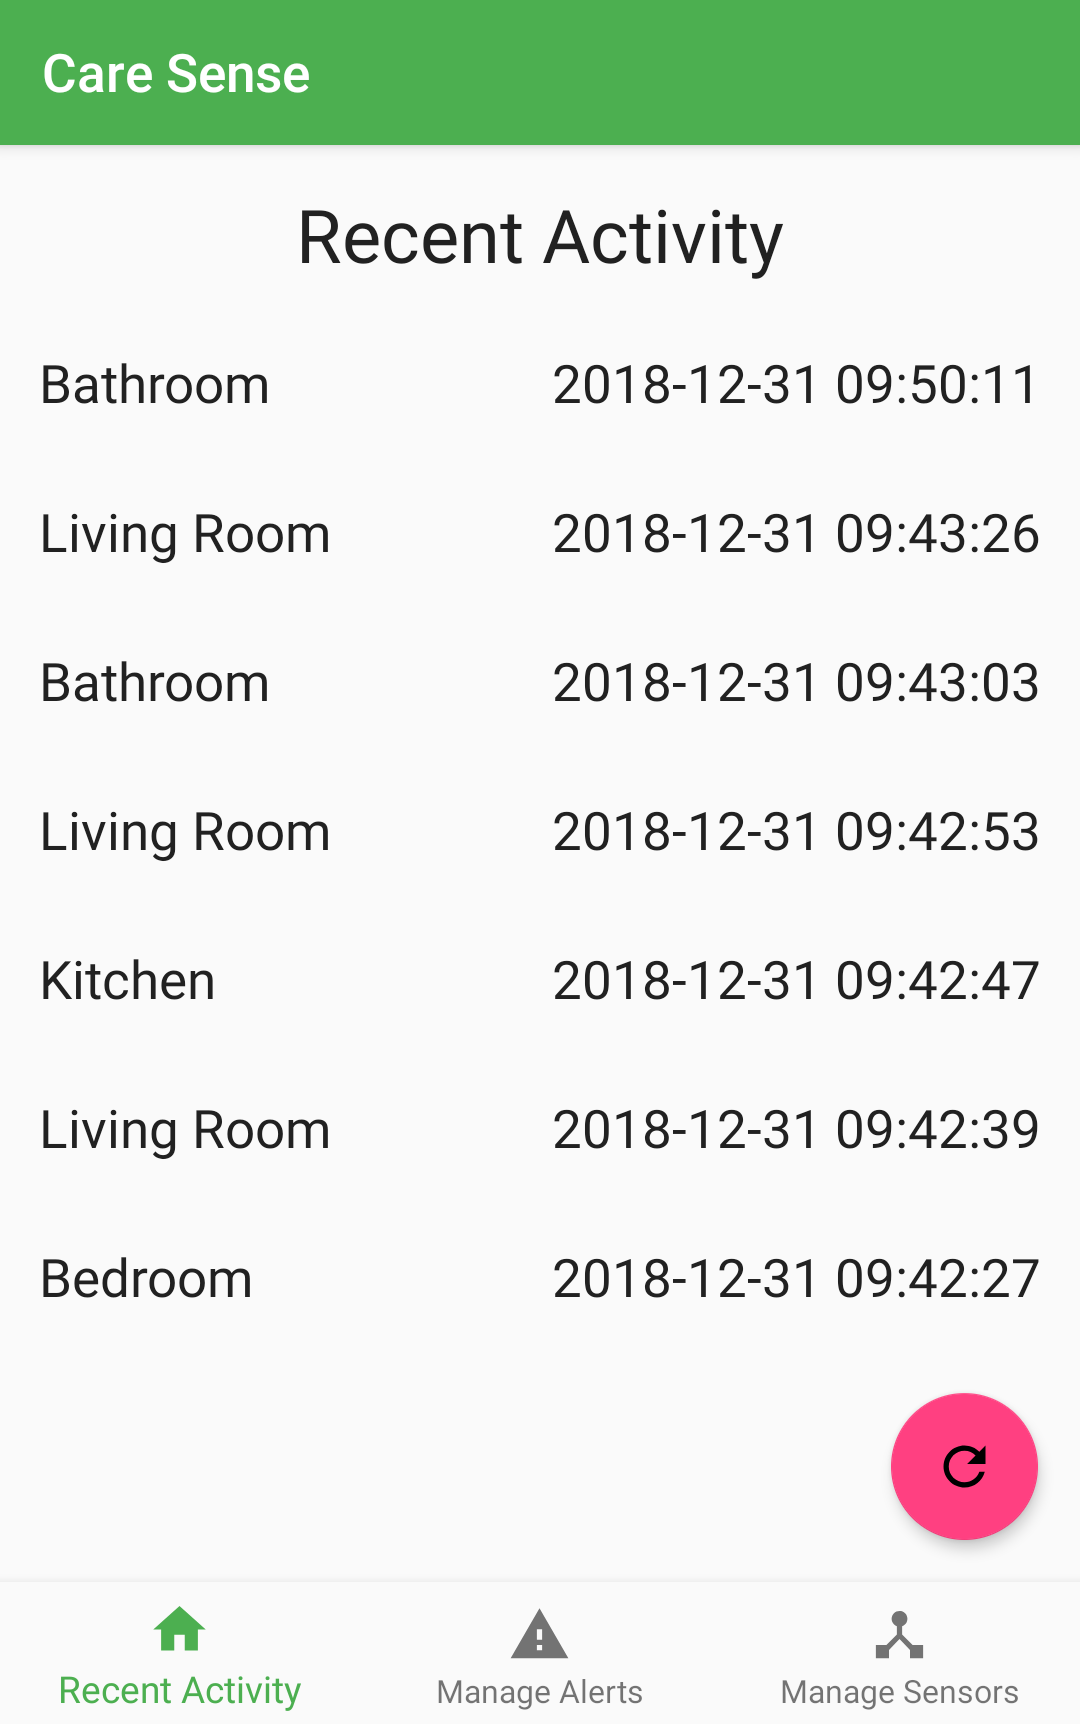 Care Sense
Recent Activity
Bathroom 2018-12-31 09:50:11
Living Room 2018-12-31 09:43:26
Bathroom 2018-12-31 09:43:03
Living Room 2018-12-31 09:42:53
Kitchen 2018-12-31 09:42:47
Living Room 2018-12-31 09:42:39
Bedroom 2018-12-31 09:42:27
Recent Activity Manage Alerts Manage Sensors